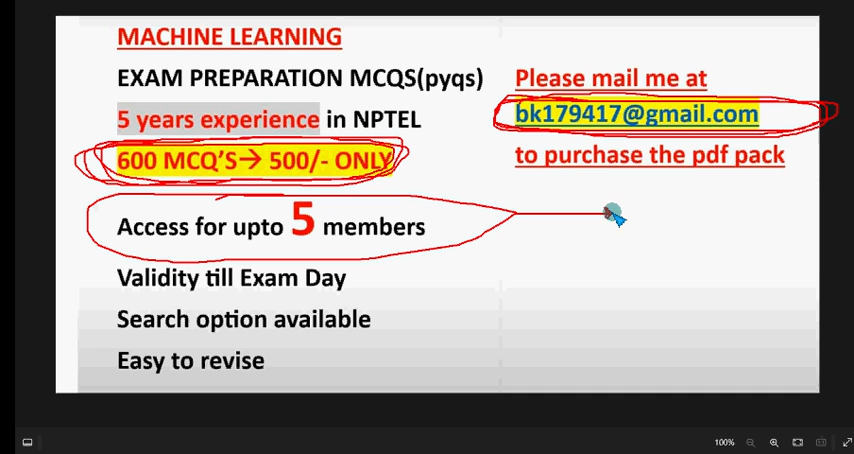 MACHINE LEARNING
EXAM PREPARATION MCQS(pyqs)
5 years experience in NPTEL
600 MCQ'S→ 500/- ONLY
Access for upto 5 members
Validity till Exam Day
Search option available
Easy to revise
Please mail me at
bk179417@gmail.com
to purchase the pdf pack
100%